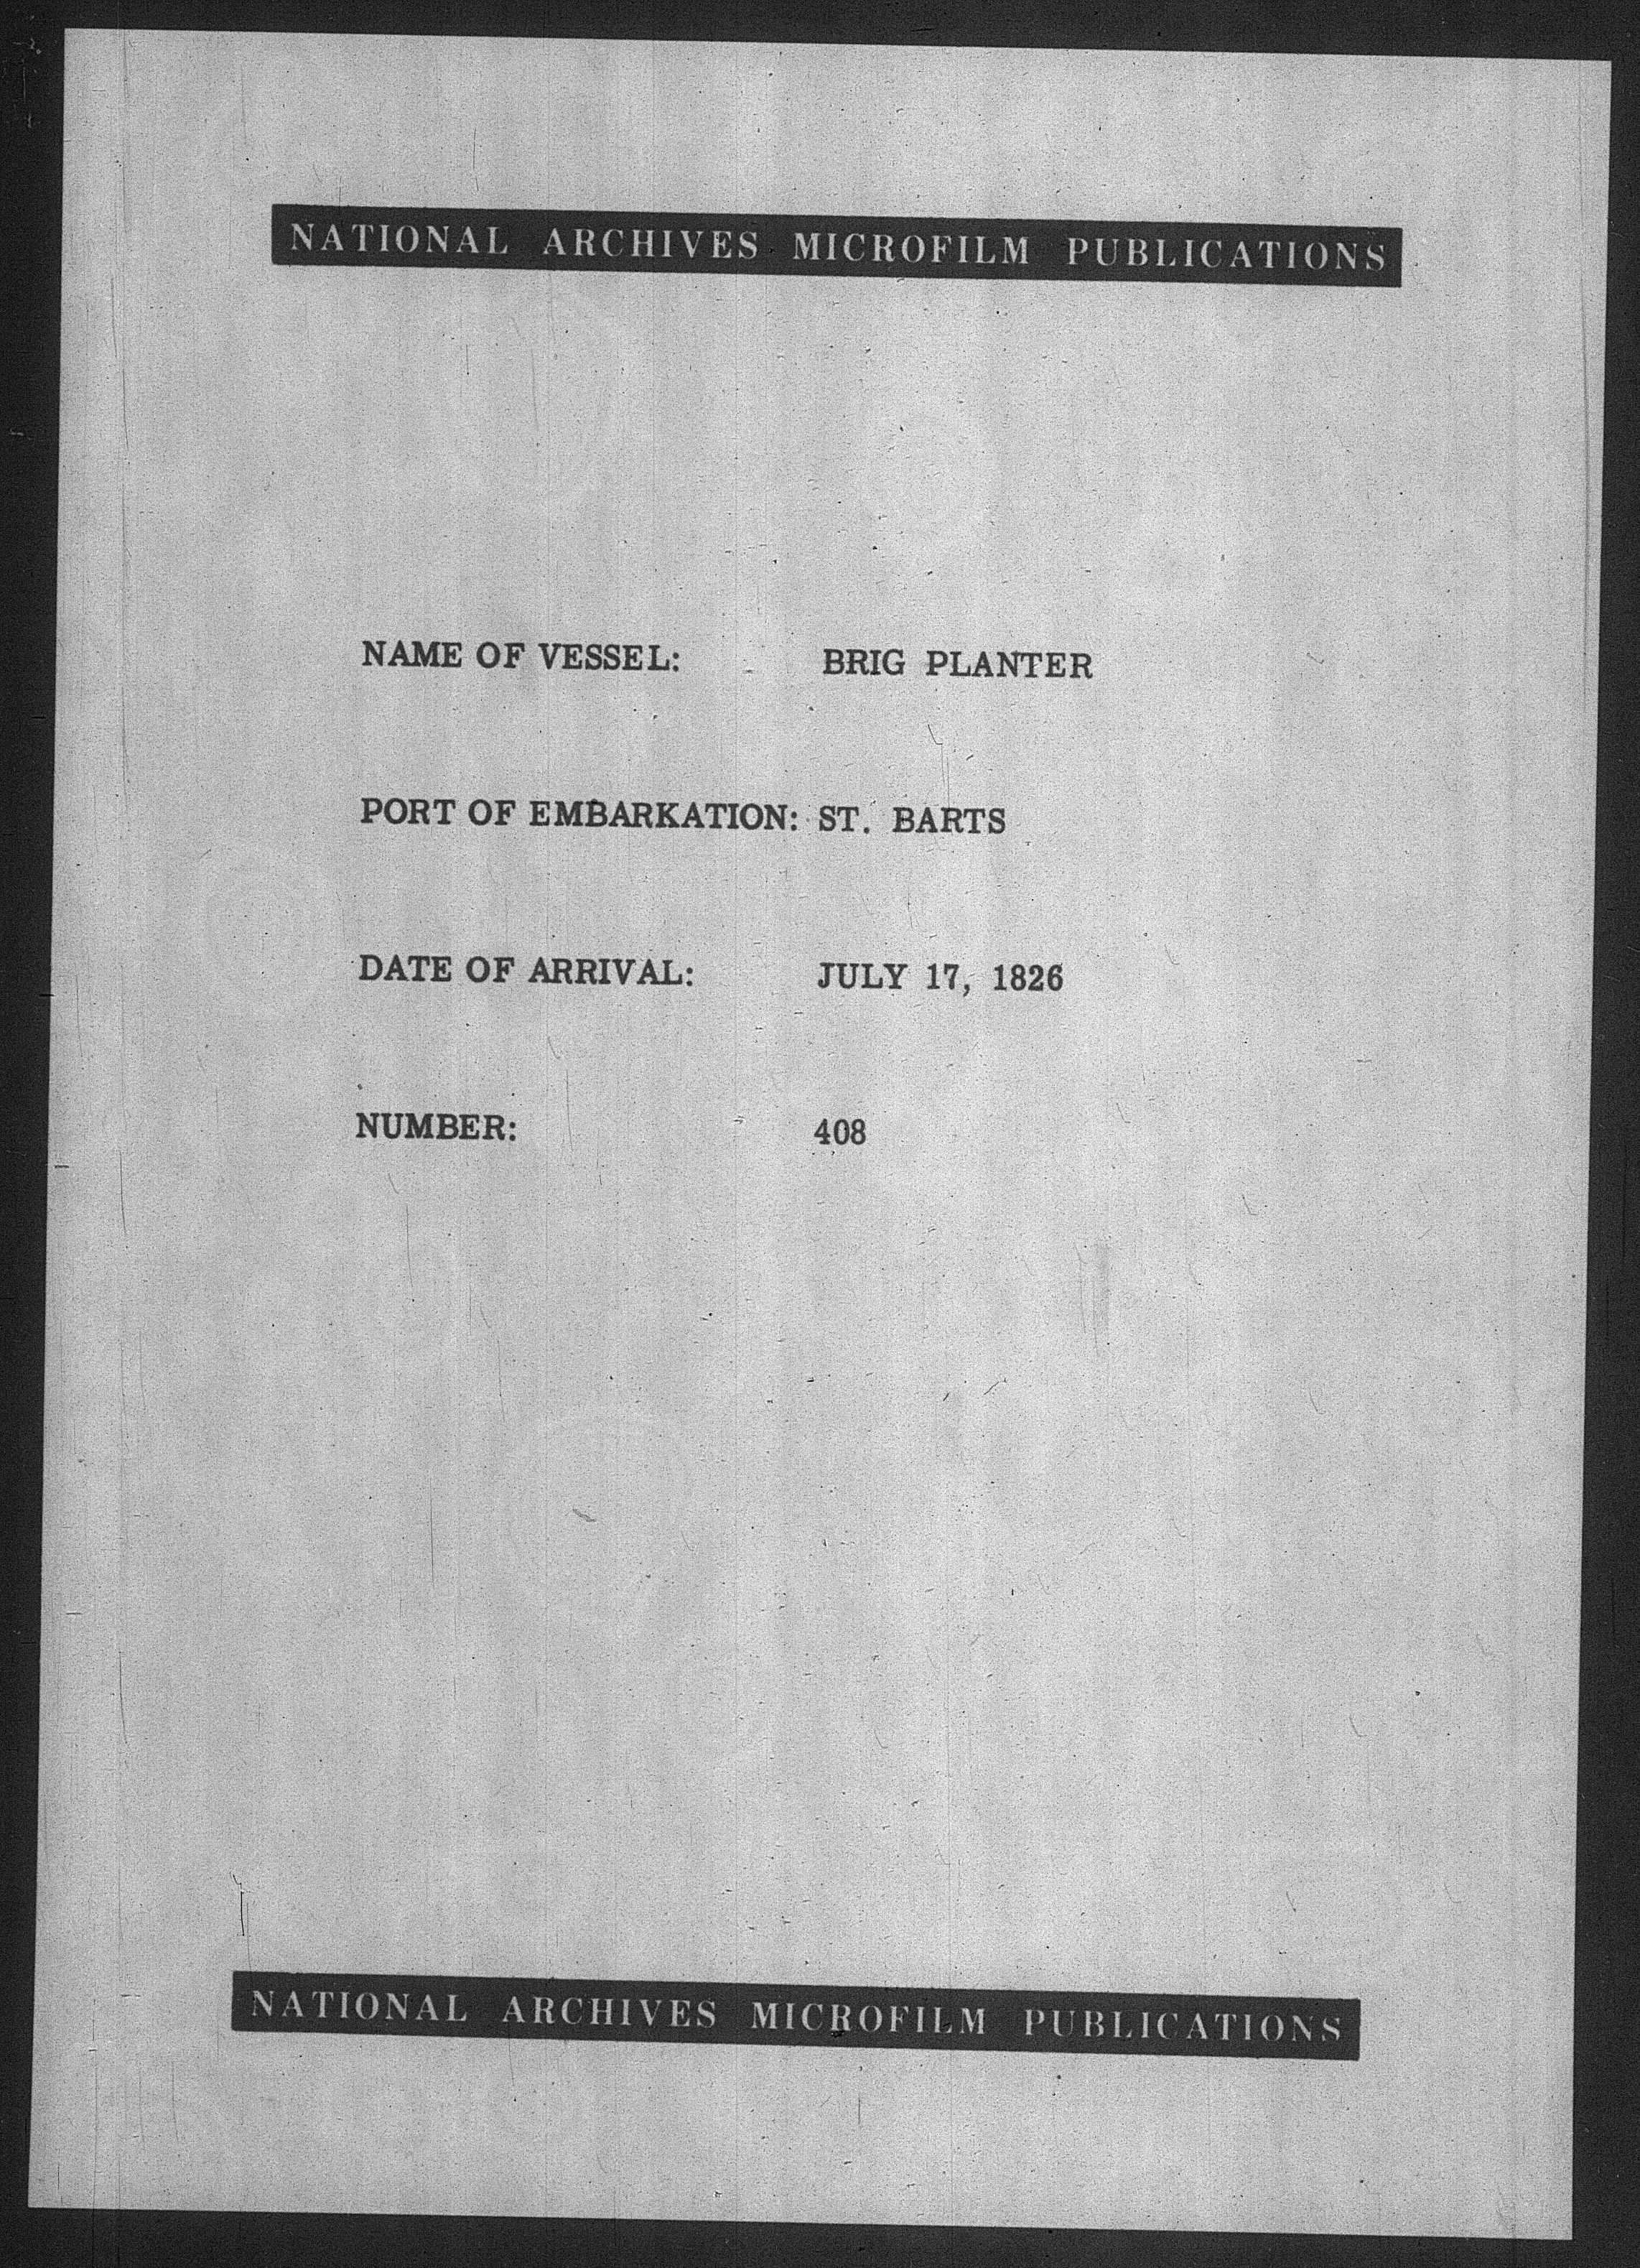 NATIONAL ARCHIVES MICROFILM PUBLICATIONS
NAME OF VESSEL: BRIG PLANTER
PORT OF EMBARKATION: ST. BARTS
DATE OF ARRIVAL: JULY 17, 1826
NUMBER: 408
NATIONAL ARCHIVES MICROFILM PUBLICATIONS